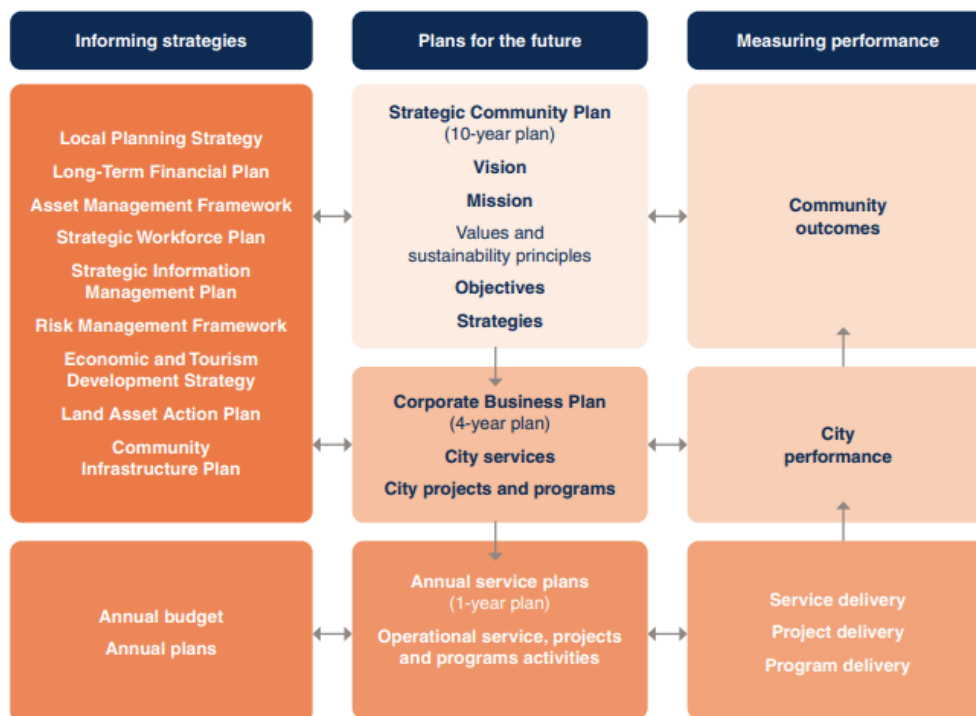 Informing strategies
Plans for the future
Measuring performance
Local Planning Strategy
Long-Term Financial Plan
Asset Management Framework
Strategic Workforce Plan
Strategic Information
Management Plan
Risk Management Framework
Economic and Tourism
Development Strategy
Land Asset Action Plan
Community
Infrastructure Plan
Strategic Community Plan
(10-year plan)
Vision
Mission
Values and
sustainability principles
Objectives
Strategies
Community
outcomes
Corporate Business Plan
(4-year plan)
City services
City projects and programs
City
performance
Annual budget
Annual plans
Annual service plans
(1-year plan)
Operational service, projects
and programs activities
Service delivery
Project delivery
Program delivery